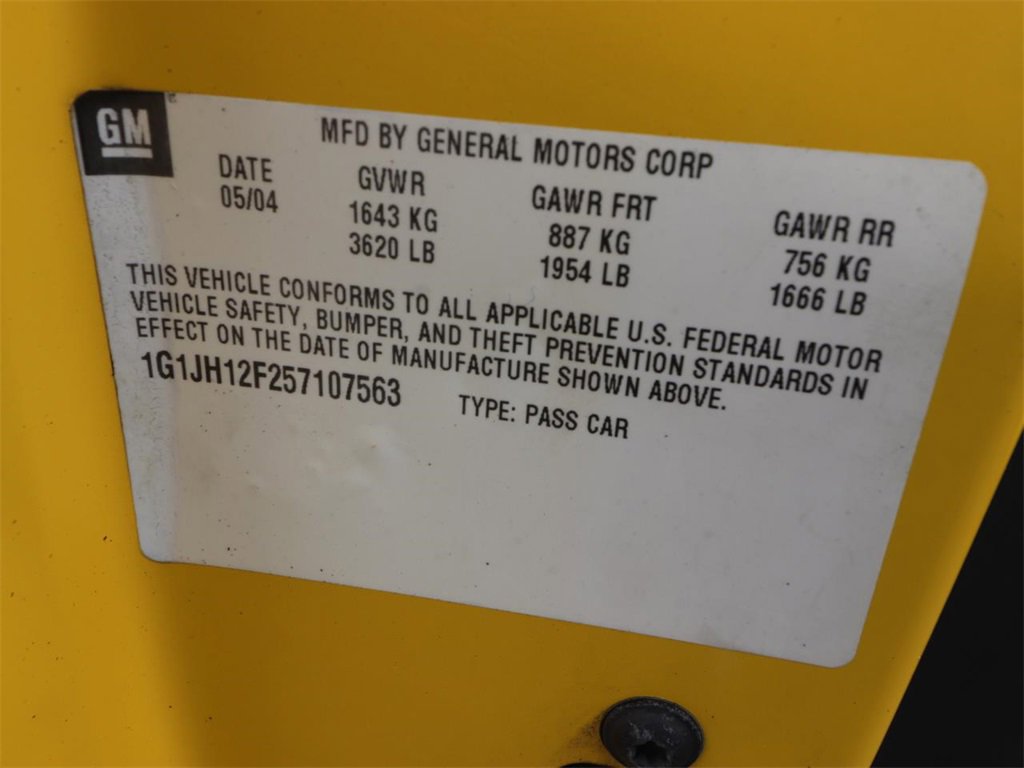 GM
MFD BY GENERAL MOTORS CORP
DATE GVWR GAWR FRT GAWR RR
05/04 1643 KG 887 KG 756 KG
3620 LB 1954 LB 1666 LB
THIS VEHICLE CONFORMS TO ALL APPLICABLE U.S. FEDERAL MOTOR
VEHICLE SAFETY, BUMPER, AND THEFT PREVENTION STANDARDS IN
EFFECT ON THE DATE OF MANUFACTURE SHOWN ABOVE.
1G1JH12F257107563 TYPE: PASS CAR